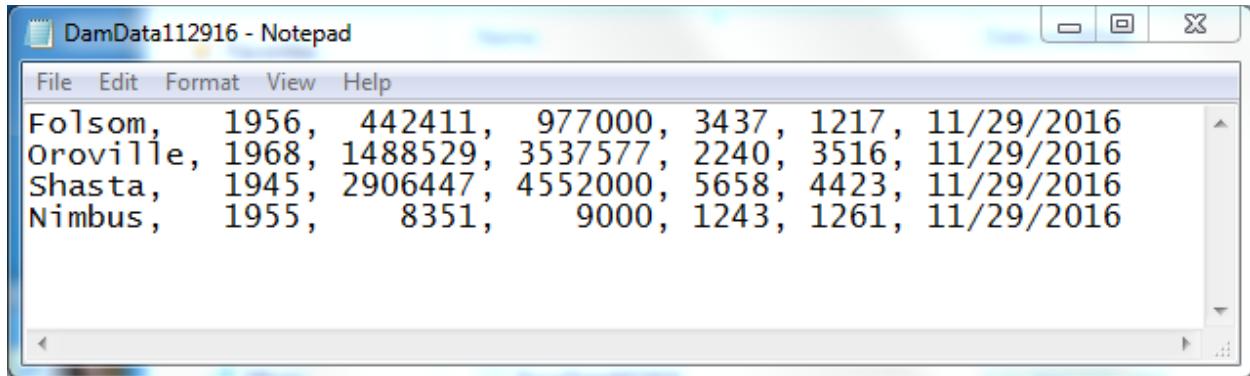 DamData112916 - Notepad
File Edit Format View Help
Folsom,   1956,  442411,  977000, 3437, 1217, 11/29/2016
Oroville, 1968, 1488529, 3537577, 2240, 3516, 11/29/2016
Shasta,   1945, 2906447, 4552000, 5658, 4423, 11/29/2016
Nimbus,   1955,    8351,    9000, 1243, 1261, 11/29/2016